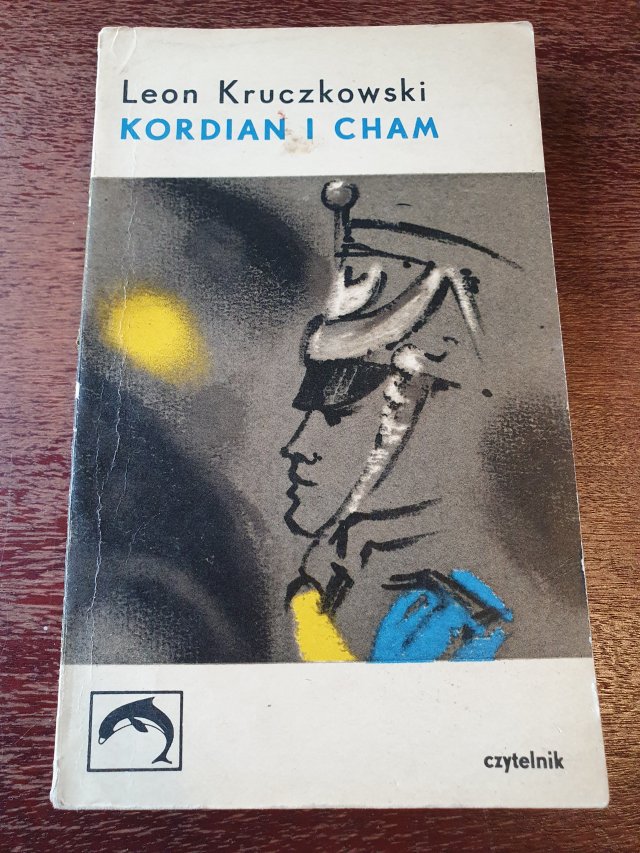 Leon Kruczkowski
KORDIAN I CHAM
czytelnik